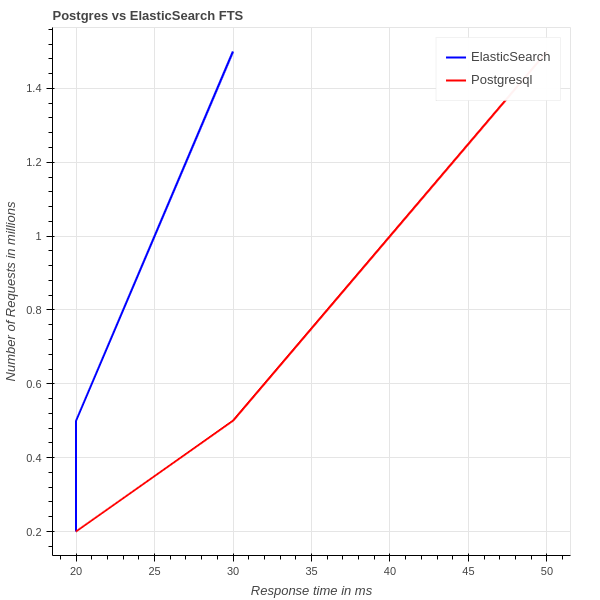 Postgres vs ElasticSearch FTS
ElasticSearch
Postgresql
Number of Requests in millions
1.4
1.2
1
0.8
0.6
0.4
0.2
20 25 30 35 40 45 50
Response time in ms